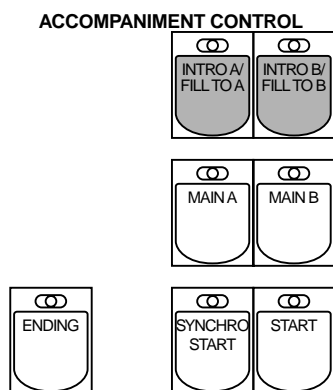 ACCOMPANIMENT CONTROL
INTRO A/
FILL TO A
INTRO B/
FILL TO B
MAIN A
MAIN B
ENDING
SYNCHRO
START
START